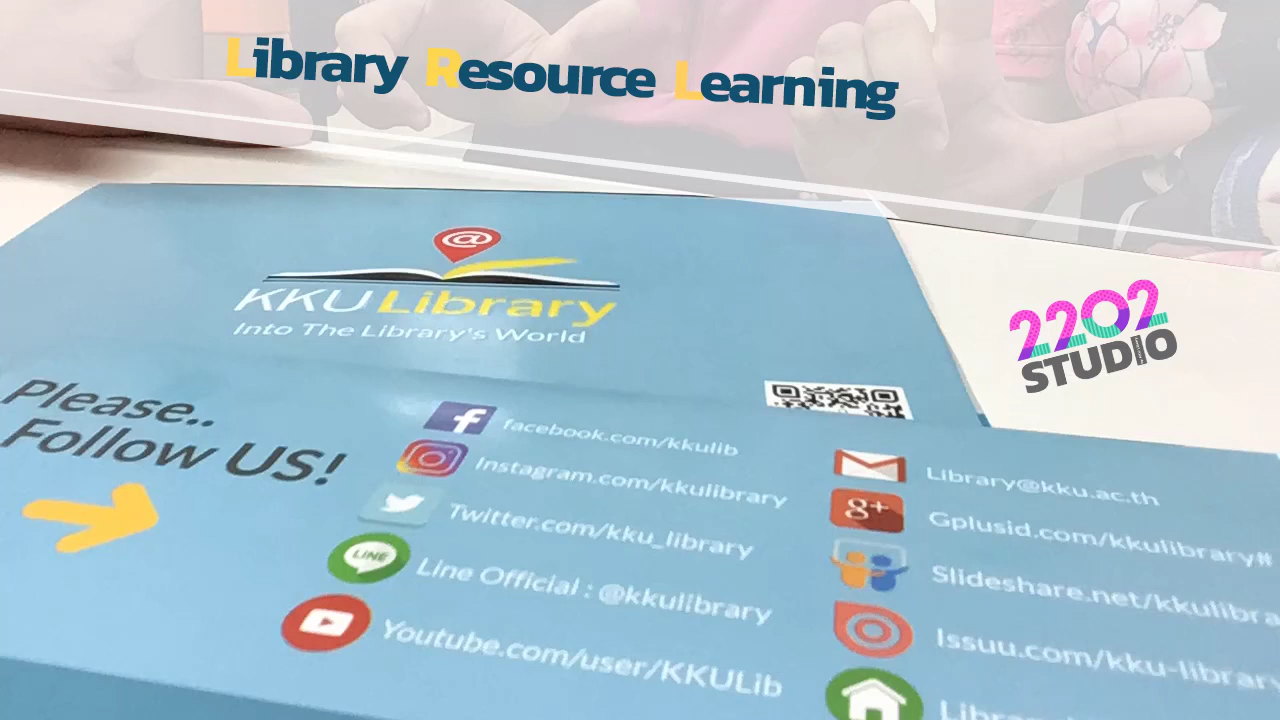 Library Resource Learning
@
KKU Library
Into The Library's World
2202
STUDIO
Please..
Follow US!
facebook.com/kkulib
Instagram.com/kkulibrary
Twitter.com/kku_library
LINE
Line Official : @kkulibrary
Youtube.com/user/KKULib
Library@kku.ac.th
g+
Gplusid.com/kkulibrary#
Slideshare.net/kkulibra
Issuu.com/kku-library